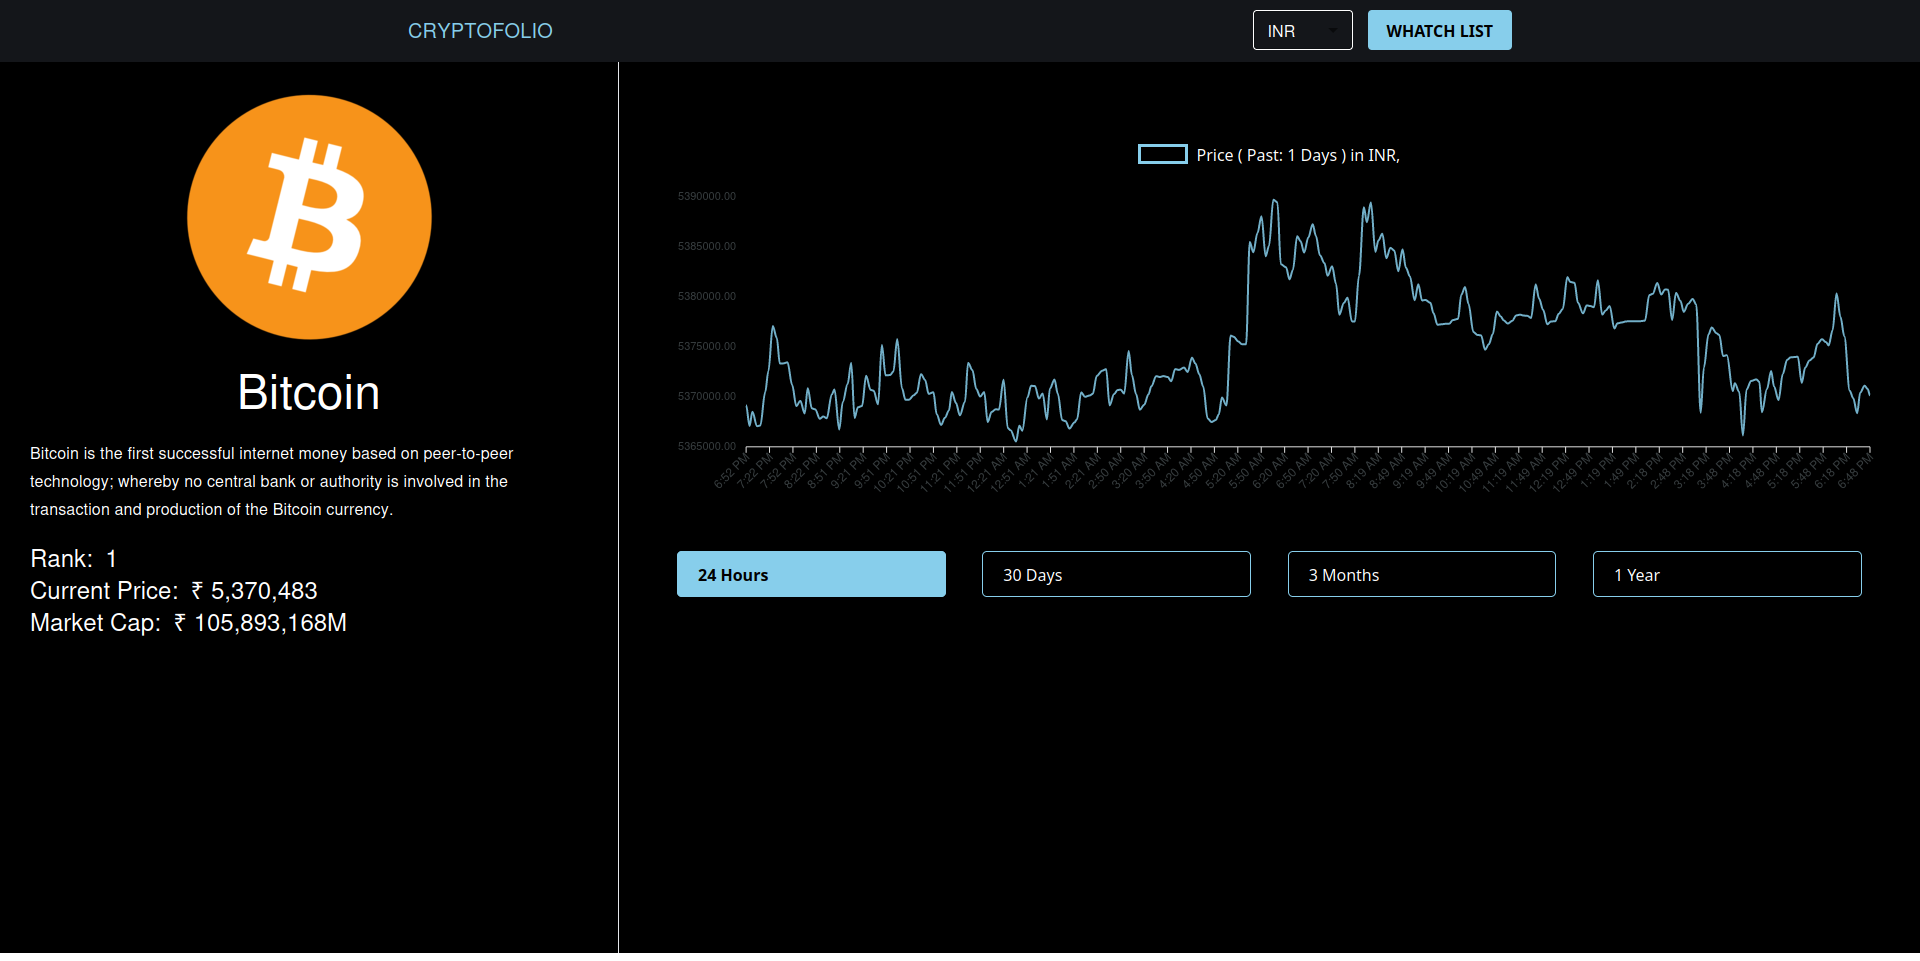 CRYPTOFOLIO
INR
WHATCH LIST
Bitcoin
Bitcoin is the first successful internet money based on peer-to-peer
technology; whereby no central bank or authority is involved in the
transaction and production of the Bitcoin currency.
Rank: 1
Current Price: ₹ 5,370,483
Market Cap: ₹ 105,893,168M
Price ( Past: 1 Days ) in INR,
5390000.00
5385000.00
5380000.00
5375000.00
5370000.00
5365000.00
6:52 PM
7:22 PM
7:52 PM
8:22 PM
8:51 PM
9:21 PM
9:51 PM
10:21 PM
10:51 PM
11:21 PM
11:51 PM
12:21 AM
12:51 AM
1:21 AM
1:51 AM
2:21 AM
2:50 AM
3:20 AM
3:50 AM
4:20 AM
4:50 AM
5:20 AM
5:50 AM
6:20 AM
6:50 AM
7:20 AM
7:50 AM
8:19 AM
8:49 AM
9:19 AM
9:49 AM
10:19 AM
10:49 AM
11:19 AM
11:49 AM
12:19 PM
12:49 PM
1:19 PM
1:49 PM
2:18 PM
2:48 PM
3:18 PM
3:48 PM
4:18 PM
4:48 PM
5:18 PM
5:48 PM
6:18 PM
6:48 PM
24 Hours
30 Days
3 Months
1 Year